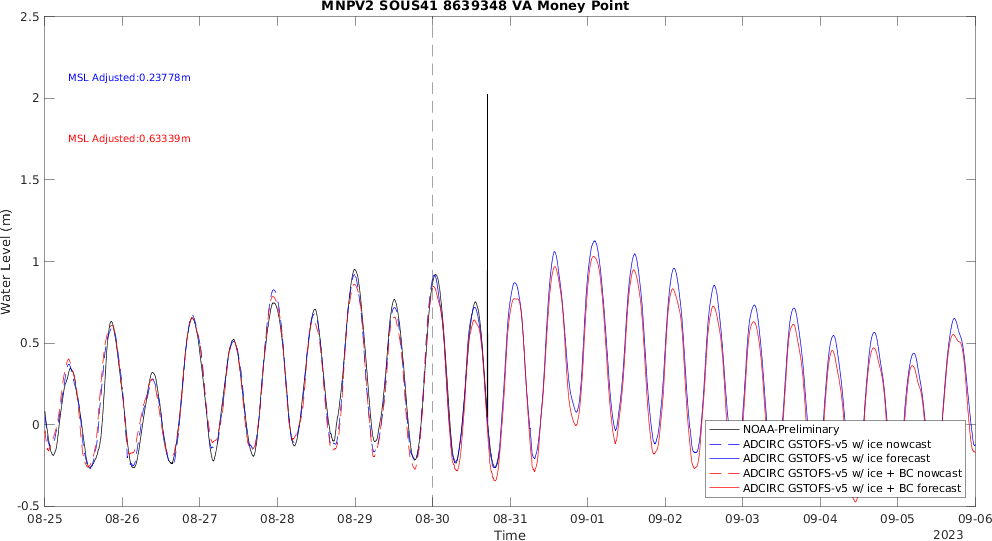 MNPV2 SOUS41 8639348 VA Money Point
2.5
MSL Adjusted:0.23778m
2
MSL Adjusted:0.63339m
1.5
Water Level (m)
1
0.5
0
NOAA-Preliminary
ADCIRC GSTOFS-v5 w/ ice nowcast
ADCIRC GSTOFS-v5 w/ ice forecast
ADCIRC GSTOFS-v5 w/ ice + BC nowcast
ADCIRC GSTOFS-v5 w/ ice + BC forecast
-0.5
08-25 08-26 08-27 08-28 08-29 08-30 08-31 09-01 09-02 09-03 09-04 09-05 09-06
Time 2023